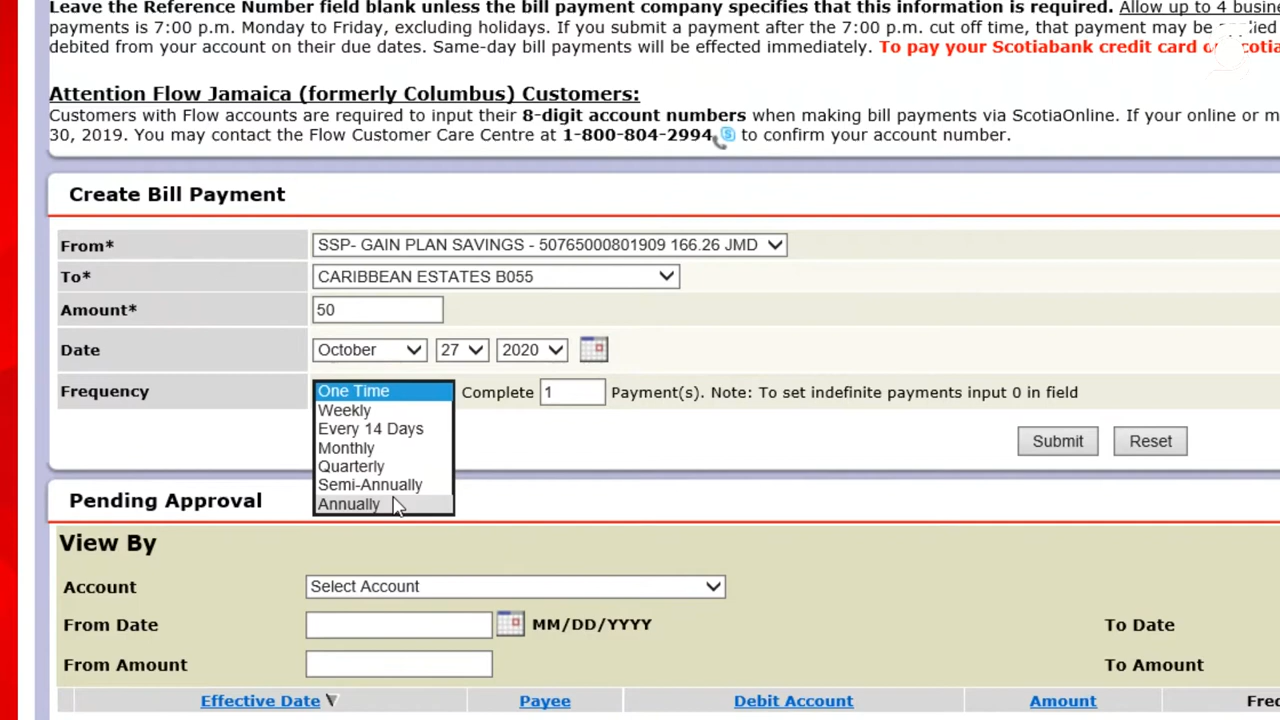 Leave the Reference Number field blank unless the bill payment company specifies that this information is required. Allow up to 4 busine
payments is 7:00 p.m. Monday to Friday, excluding holidays. If you submit a payment after the 7:00 p.m. cut off time, that payment may be
debited from your account on their due dates. Same-day bill payments will be effected immediately. To pay your Scotiabank credit card
Attention Flow Jamaica (formerly Columbus) Customers:
Customers with Flow accounts are required to input their 8-digit account numbers when making bill payments via ScotiaOnline. If your online or m
30, 2019. You may contact the Flow Customer Care Centre at 1-800-804-2994 to confirm your account number.
Create Bill Payment
From* SSP- GAIN PLAN SAVINGS - 50765000801909 166.26 JMD
To* CARIBBEAN ESTATES B055
Amount* 50
Date October 27 2020
Frequency One Time Complete 1 Payment(s). Note: To set indefinite payments input 0 in field
Weekly
Every 14 Days
Monthly
Quarterly
Semi-Annually
Annually
Submit Reset
Pending Approval
View By
Account Select Account
From Date MM/DD/YYYY To Date
From Amount To Amount
Effective Date Payee Debit Account Amount Freq